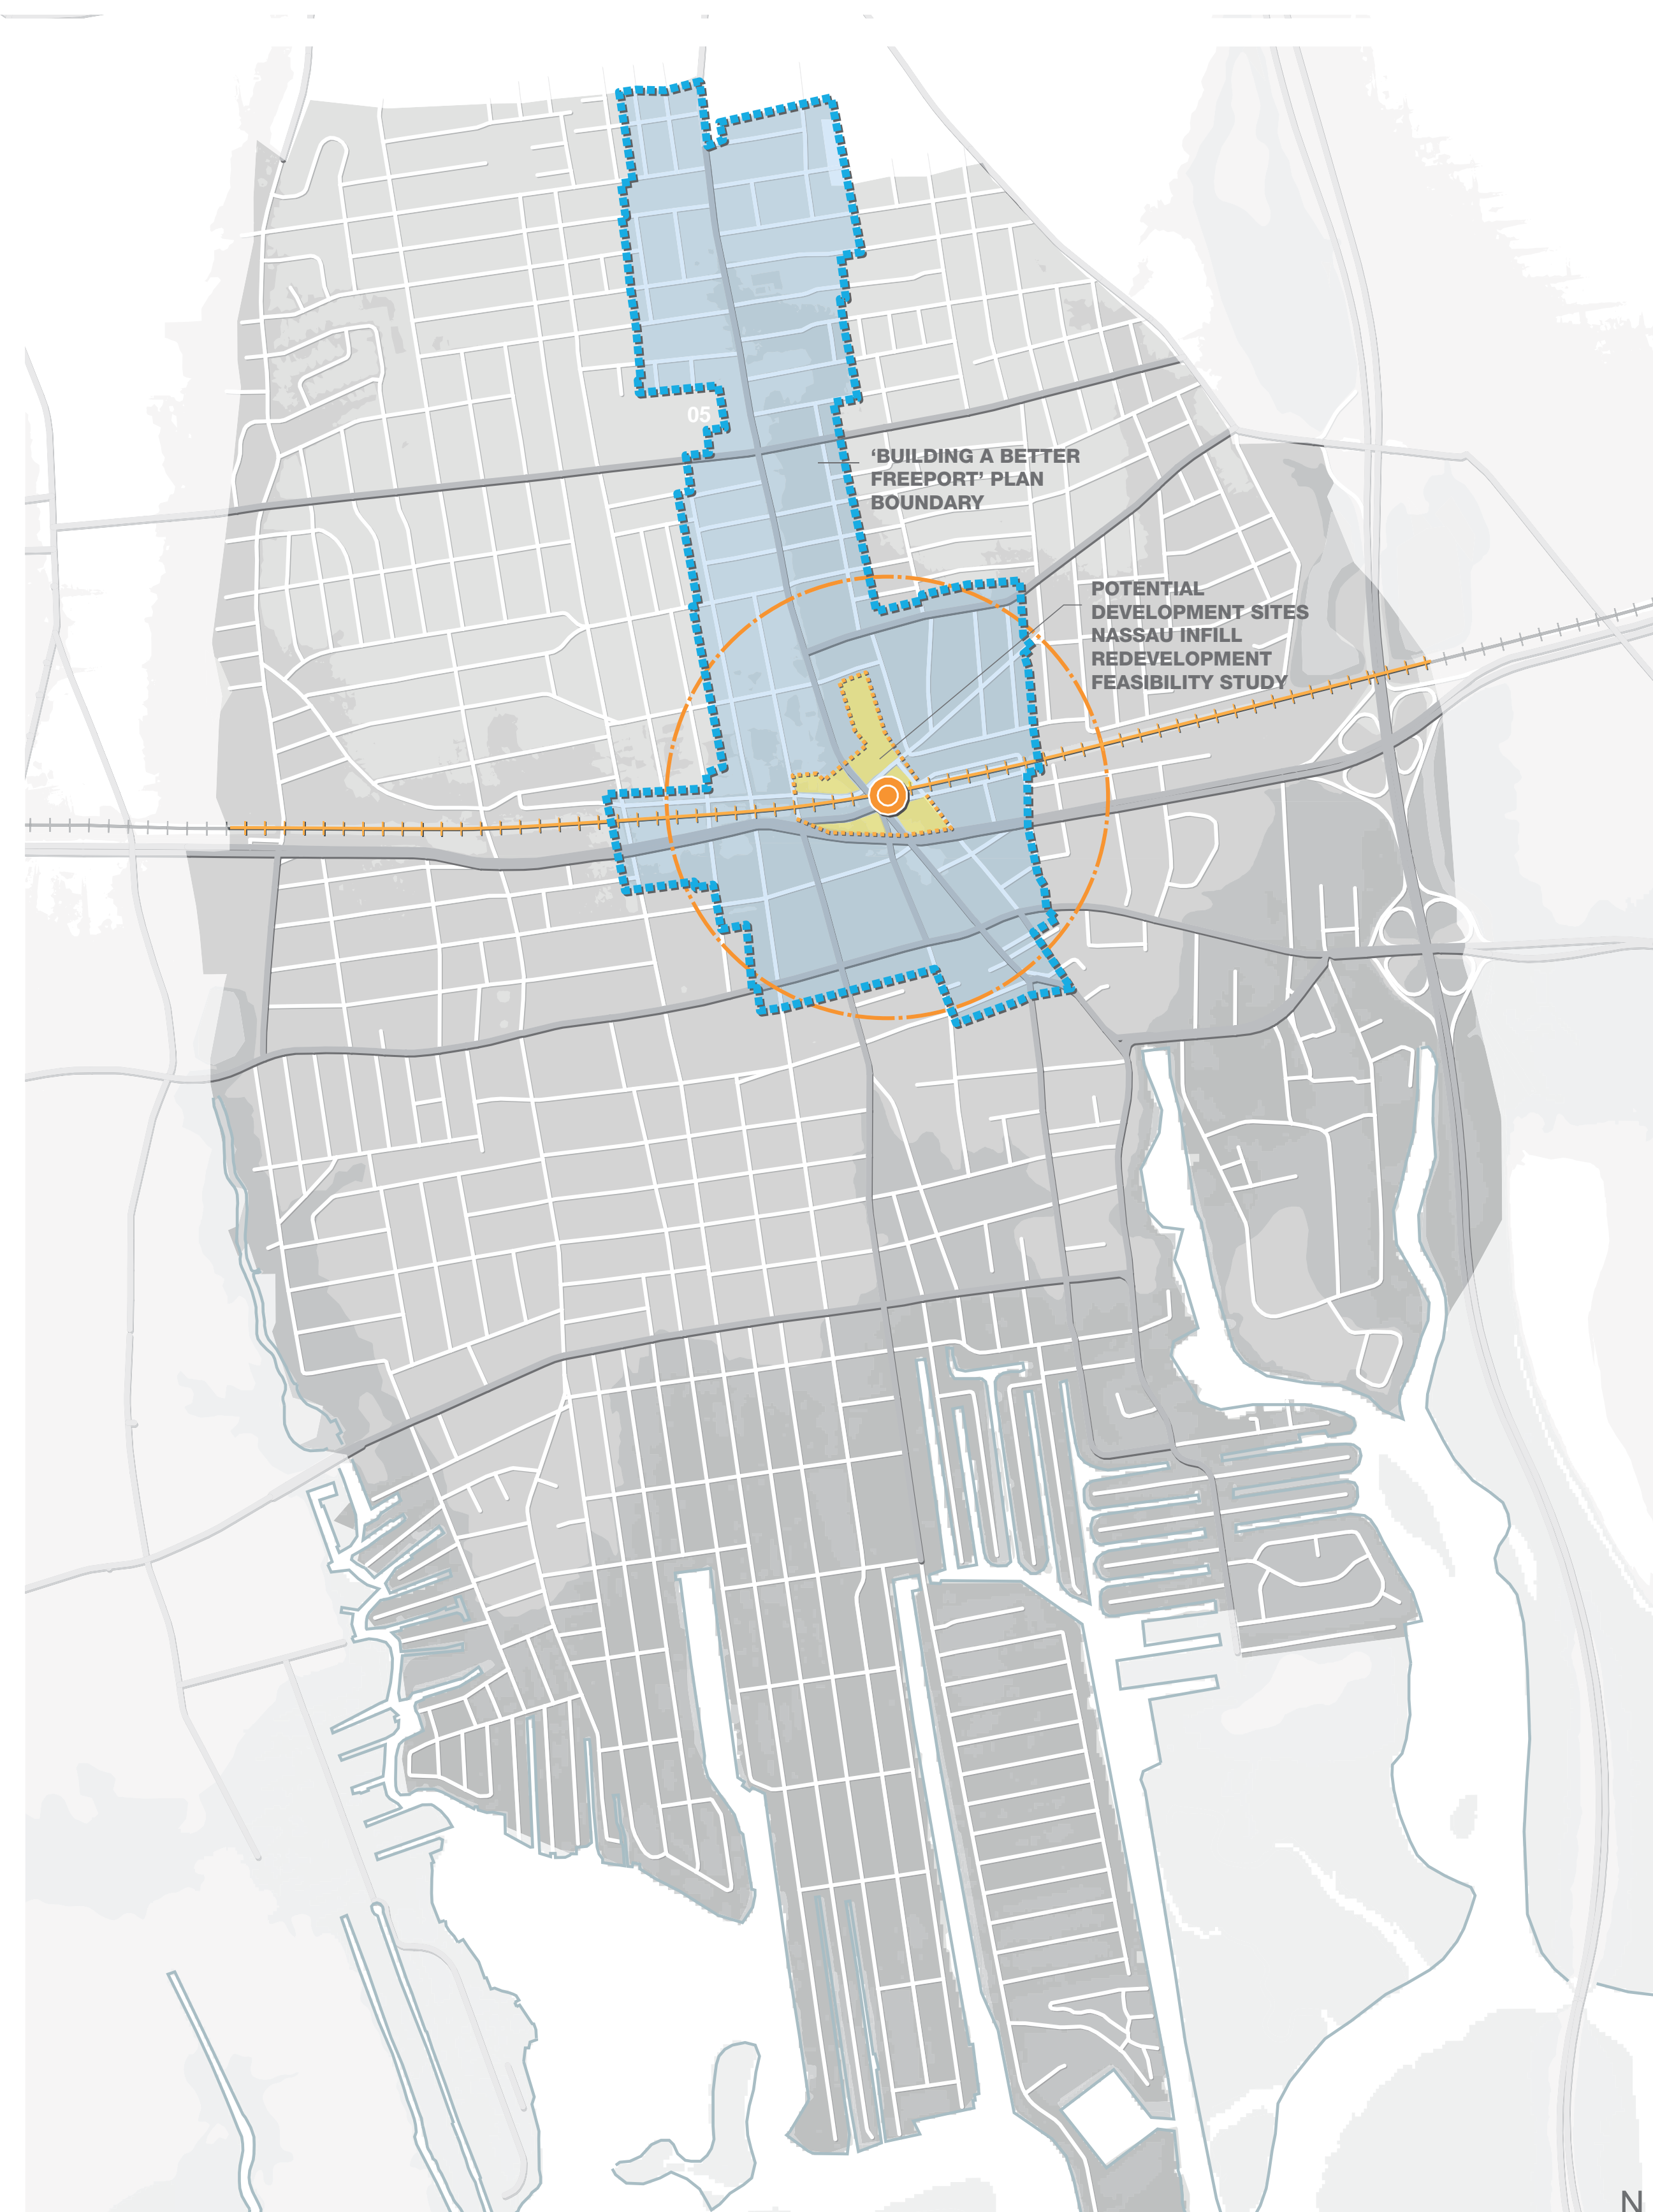 05
‘BUILDING A BETTER
FREEPORT’ PLAN
BOUNDARY
POTENTIAL
DEVELOPMENT SITES
NASSAU INFILL
REDEVELOPMENT
FEASIBILITY STUDY
N